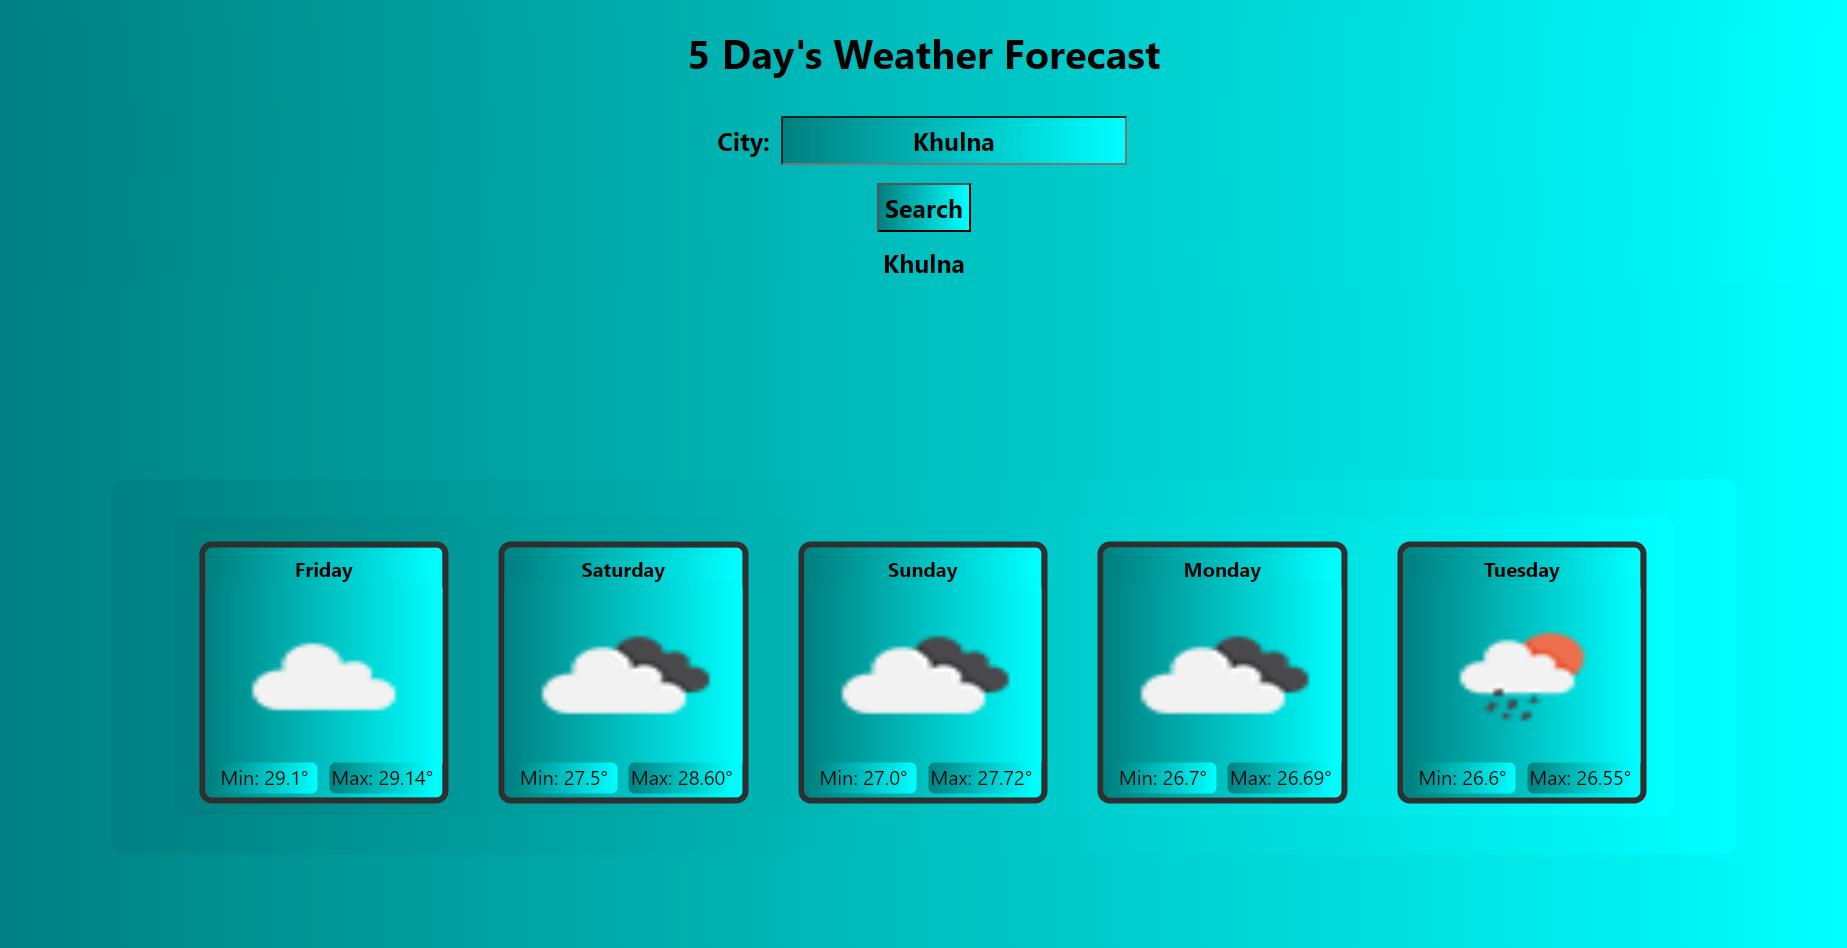 5 Day's Weather Forecast
City: Khulna
Search
Khulna
Friday
Min: 29.1° Max: 29.14°
Saturday
Min: 27.5° Max: 28.60°
Sunday
Min: 27.0° Max: 27.72°
Monday
Min: 26.7° Max: 26.69°
Tuesday
Min: 26.6° Max: 26.55°